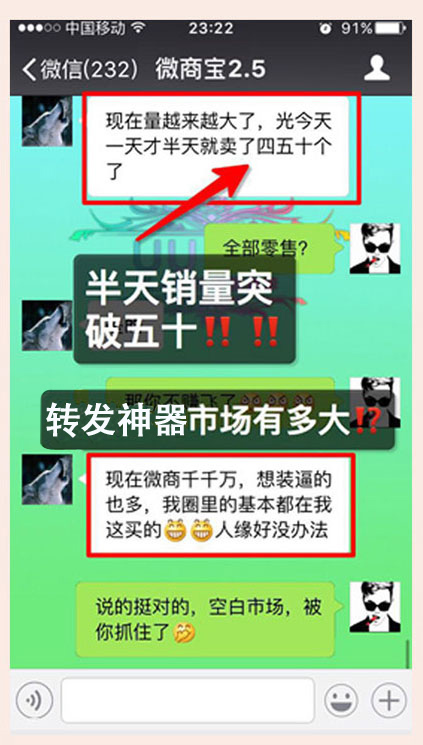 中国移动
23:22
91%
微信(232)
微商宝2.5
现在量越来越大了，光今天
一天才半天就卖了四五十个
了
全部零售？
半天销量突
破五十‼️ ‼️
那你不赚飞了
转发神器市场有多大⁉️
现在微商千千万，想装逼的
也多，我圈里的基本都在我
这买的😁😁人缘好没办法
说的挺对的，空白市场，被
你抓住了🤭